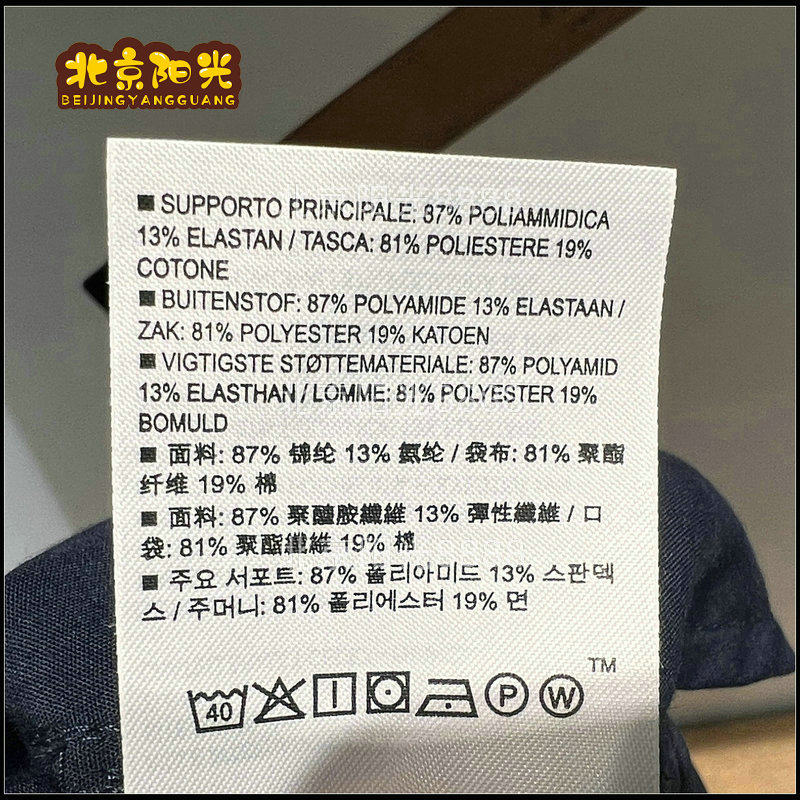 北京阳光
BEIJINGYANGGUANG
■ SUPPORTO PRINCIPALE: 87% POLIAMMIDICA
13% ELASTAN / TASCA: 81% POLIESTERE 19%
COTONE
■ BUITENSTOF: 87% POLYAMIDE 13% ELASTAAN /
ZAK: 81% POLYESTER 19% KATOEN
■ VIGTIGSTE STØTTEMATERIALE: 87% POLYAMID
13% ELASTHAN / LOMME: 81% POLYESTER 19%
BOMULD
■ 面料: 87% 锦纶 13% 氨纶 / 袋布: 81% 聚酯
纤维 19% 棉
■ 面料: 87% 聚醯胺纖維 13% 彈性纖維 / 口
袋: 81% 聚酯纖維 19% 棉
■ 주요 서포트: 87% 폴리아미드 13% 스판덱
스 / 주머니: 81% 폴리에스터 19% 면
TM
40 P W